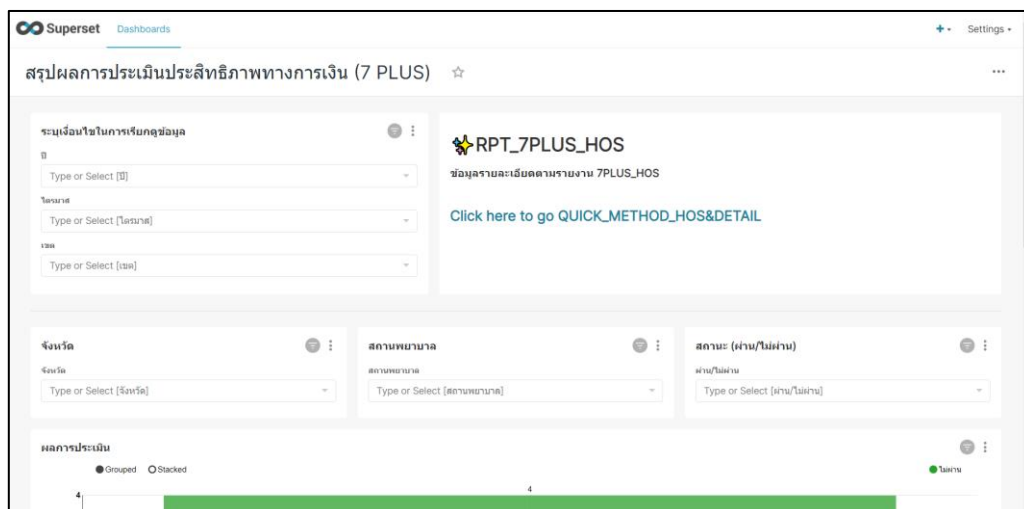 Superset Dashboards + Settings
สรุปผลการประเมินประสิทธิภาพทางการเงิน (7 PLUS)
ระบุเงื่อนไขในการเรียกดูข้อมูล
ปี
Type or Select [ปี]
ไตรมาส
Type or Select [ไตรมาส]
เขต
Type or Select [เขต]
✨RPT_7PLUS_HOS
ข้อมูลรายละเอียดตามรายงาน 7PLUS_HOS
Click here to go QUICK_METHOD_HOS&DETAIL
จังหวัด
จังหวัด
Type or Select [จังหวัด]
สถานพยาบาล
สถานพยาบาล
Type or Select [สถานพยาบาล]
สถานะ (ผ่าน/ไม่ผ่าน)
ผ่าน/ไม่ผ่าน
Type or Select [ผ่าน/ไม่ผ่าน]
ผลการประเมิน
Grouped Stacked ไม่ผ่าน
4
4